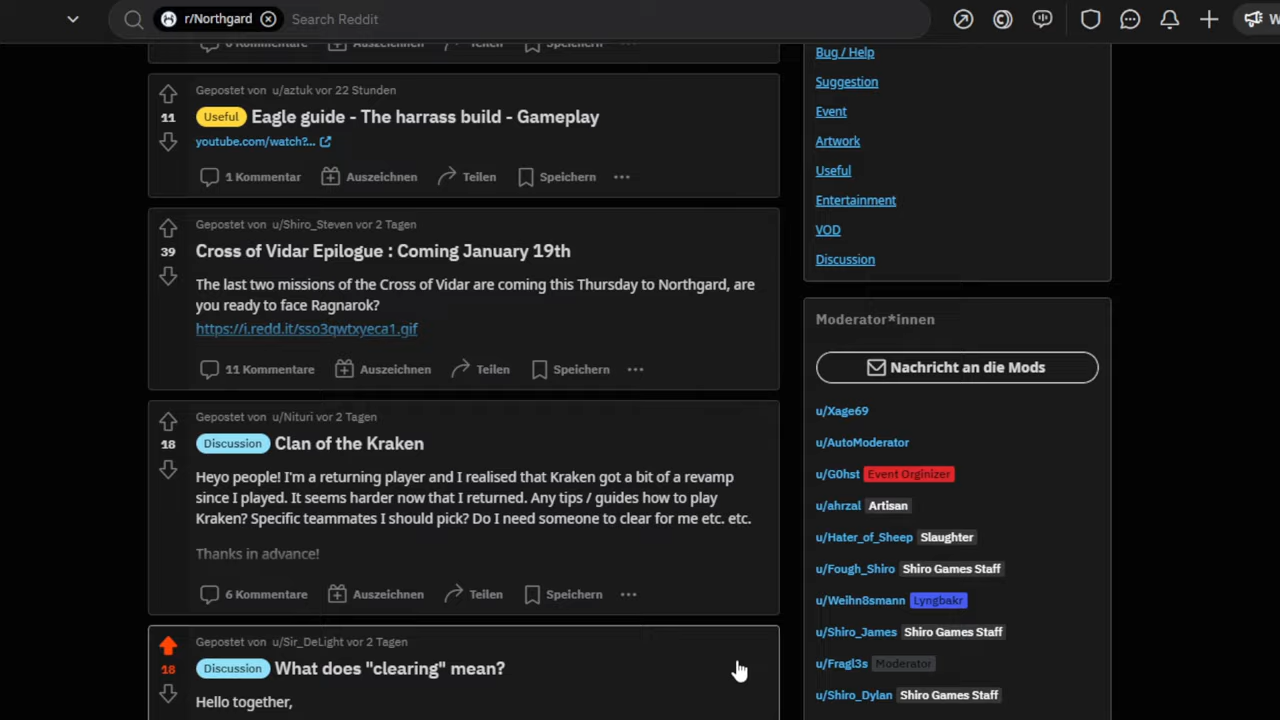 r/Northgard Search Reddit
W
6 Kommentare Auszeichnen Teilen Speichern
Gepostet von u/aztuk vor 22 Stunden
11
Useful Eagle guide - The harrass build - Gameplay
youtube.com/watch?...
1 Kommentar Auszeichnen Teilen Speichern
Gepostet von u/Shiro_Steven vor 2 Tagen
39
Cross of Vidar Epilogue : Coming January 19th
The last two missions of the Cross of Vidar are coming this Thursday to Northgard, are
you ready to face Ragnarok?
https://i.redd.it/sso3qwtxyeca1.gif
11 Kommentare Auszeichnen Teilen Speichern
Gepostet von u/Nituri vor 2 Tagen
18
Discussion Clan of the Kraken
Heyo people! I'm a returning player and I realised that Kraken got a bit of a revamp
since I played. It seems harder now that I returned. Any tips / guides how to play
Kraken? Specific teammates I should pick? Do I need someone to clear for me etc. etc.
Thanks in advance!
6 Kommentare Auszeichnen Teilen Speichern
Gepostet von u/Sir_DeLight vor 2 Tagen
18
Discussion What does "clearing" mean?
Hello together,
Bug / Help
Suggestion
Event
Artwork
Useful
Entertainment
VOD
Discussion
Moderator*innen
Nachricht an die Mods
u/Xage69
u/AutoModerator
u/G0hst Event Orginizer
u/ahrzal Artisan
u/Hater_of_Sheep Slaughter
u/Fough_Shiro Shiro Games Staff
u/Weihn8smann Lyngbakr
u/Shiro_James Shiro Games Staff
u/Fragl3s Moderator
u/Shiro_Dylan Shiro Games Staff